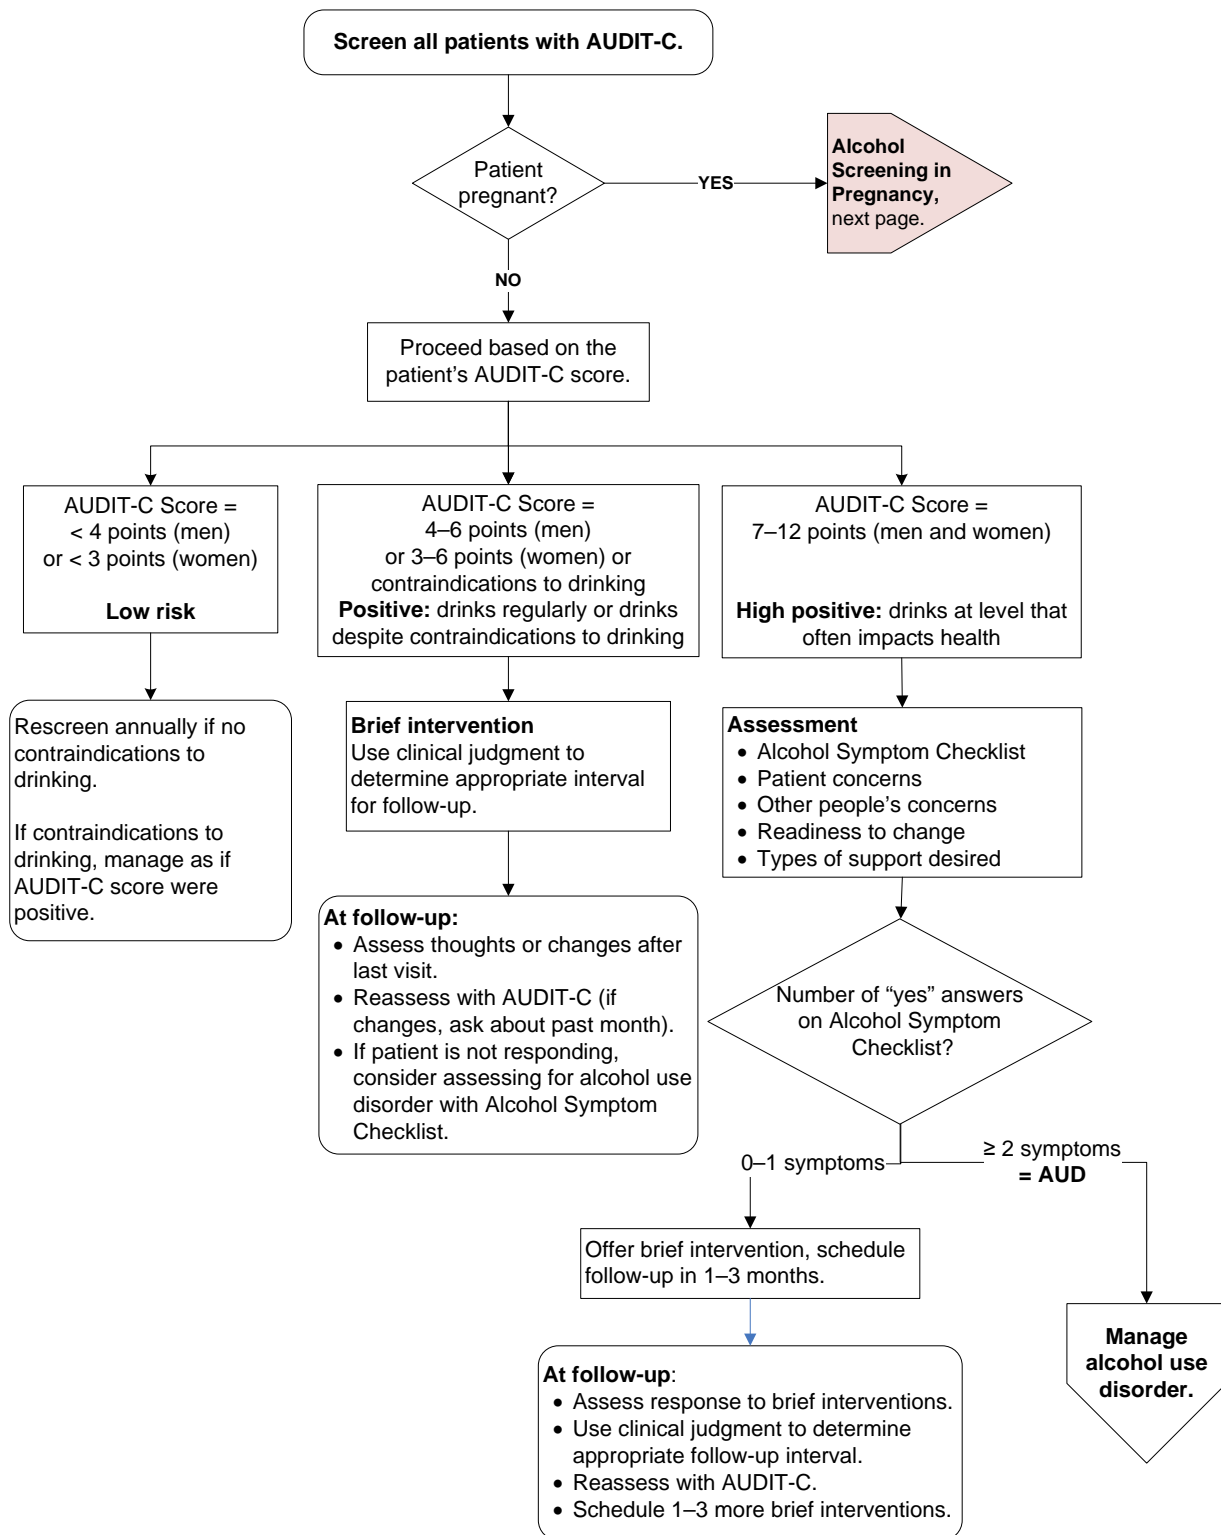 Screen all patients with AUDIT-C.
Patient
pregnant?
YES
Alcohol
Screening in
Pregnancy,
next page.
NO
Proceed based on the
patient's AUDIT-C score.
AUDIT-C Score =
< 4 points (men)
or < 3 points (women)
Low risk
AUDIT-C Score =
4–6 points (men)
or 3–6 points (women) or
contraindications to drinking
Positive: drinks regularly or drinks
despite contraindications to drinking
AUDIT-C Score =
7–12 points (men and women)
High positive: drinks at level that
often impacts health
Rescreen annually if no
contraindications to
drinking.
If contraindications to
drinking, manage as if
AUDIT-C score were
positive.
Brief intervention
Use clinical judgment to
determine appropriate interval
for follow-up.
Assessment
• Alcohol Symptom Checklist
• Patient concerns
• Other people's concerns
• Readiness to change
• Types of support desired
At follow-up:
• Assess thoughts or changes after
last visit.
• Reassess with AUDIT-C (if
changes, ask about past month).
• If patient is not responding,
consider assessing for alcohol use
disorder with Alcohol Symptom
Checklist.
Number of “yes” answers
on Alcohol Symptom
Checklist?
0–1 symptoms
≥ 2 symptoms
= AUD
Offer brief intervention, schedule
follow-up in 1–3 months.
Manage
alcohol use
disorder.
At follow-up:
• Assess response to brief interventions.
• Use clinical judgment to determine
appropriate follow-up interval.
• Reassess with AUDIT-C.
• Schedule 1–3 more brief interventions.